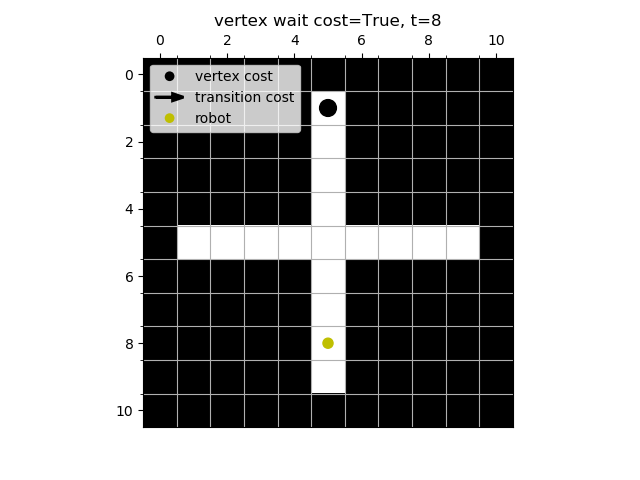 vertex wait cost=True, t=8
0 2 4 6 8 10
0
2
4
6
8
10
vertex cost
transition cost
robot